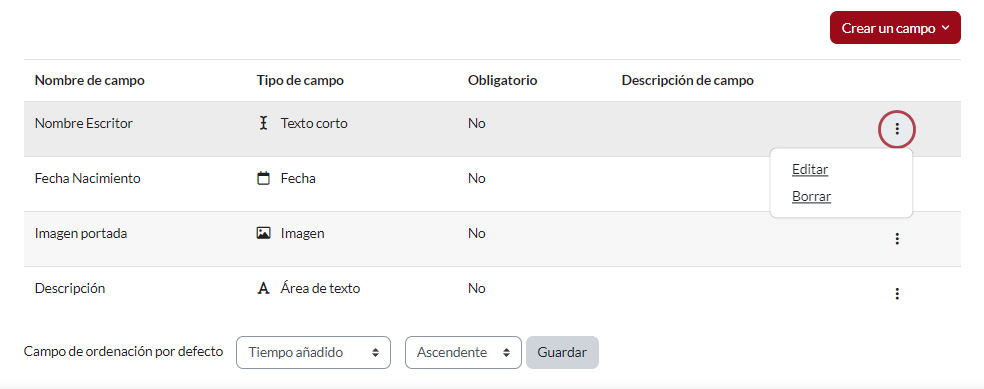 Crear un campo
Nombre de campo Tipo de campo Obligatorio Descripción de campo
Nombre Escritor Texto corto No
Fecha Nacimiento Fecha No
Editar
Borrar
Imagen portada Imagen No
Descripción Área de texto No
Campo de ordenación por defecto Tiempo añadido Ascendente Guardar